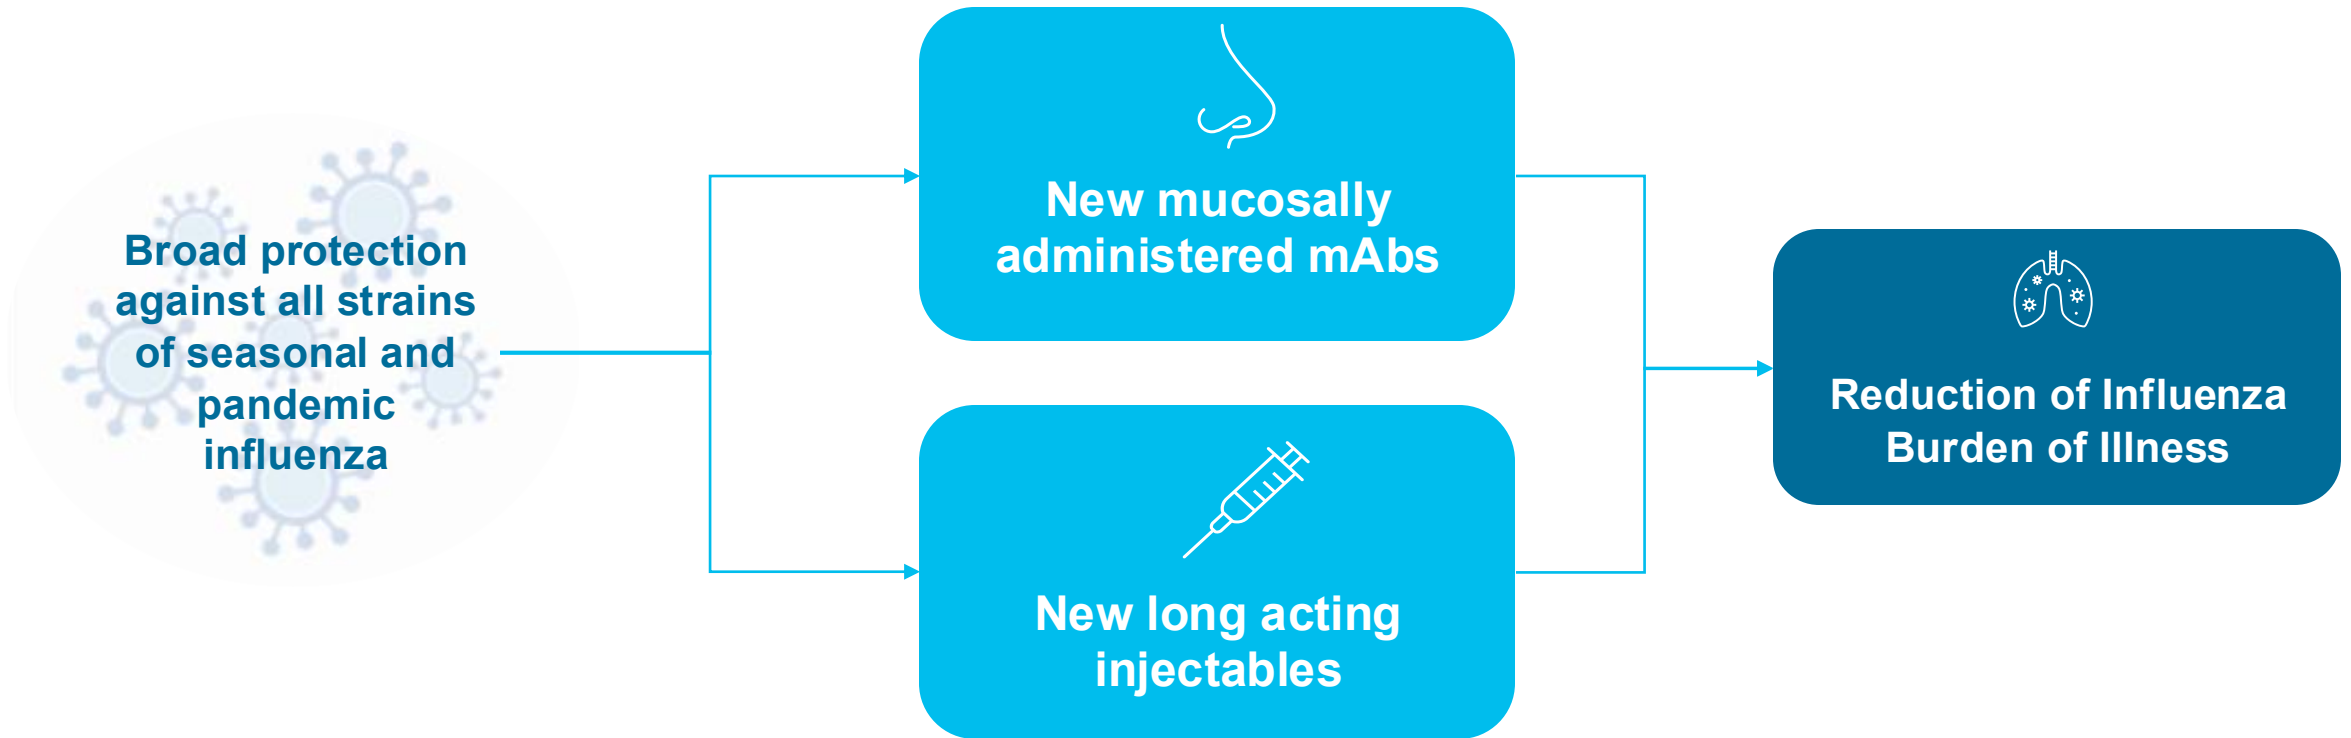 Broad protection
against all strains
of seasonal and
pandemic
influenza
New mucosally
administered mAbs
New long acting
injectables
Reduction of Influenza
Burden of Illness